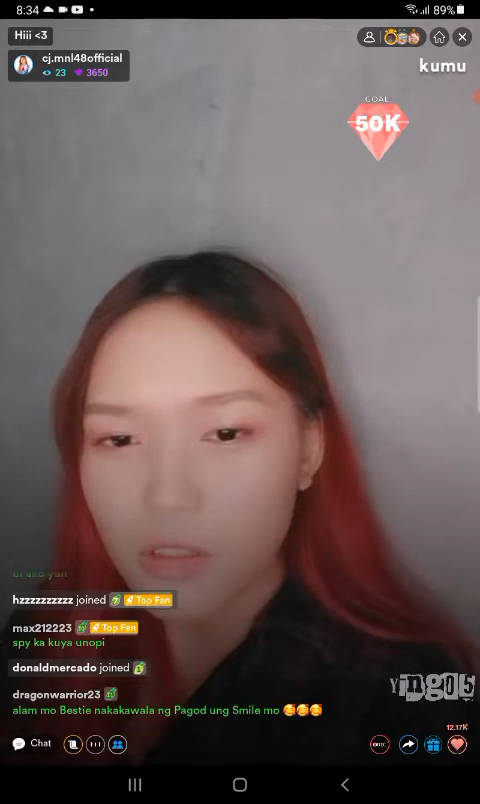 8:34
89%
Hiii <3
cj.mnl48official
23 3650
kumu
GOAL
50K
hzzzzzzzzzz joined Top Fan
max212223 Top Fan
spy ka kuya unopi
donaldmercado joined
dragonwarrior23
alam mo Bestie nakakawala ng Pagod ung Smile mo 🥰🥰🥰
Yingo5
12.17K
Chat